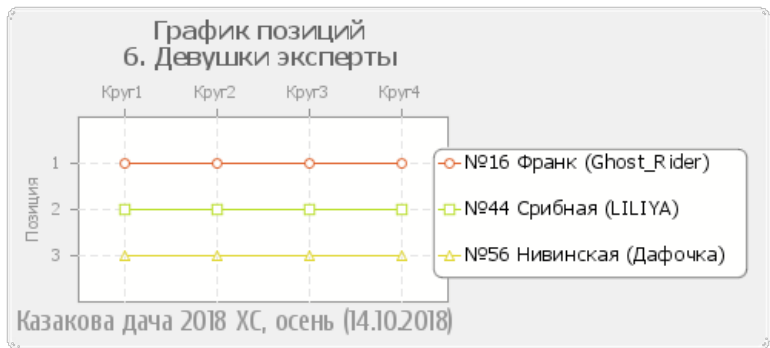 График позиций
6. Девушки эксперты
Круг1 Круг2 Круг3 Круг4
Позиция
1
2
3
№16 Франк (Ghost_Rider)
№44 Срибная (LILIYA)
№56 Нивинская (Дафочка)
Казакова дача 2018 ХС, осень (14.10.2018)